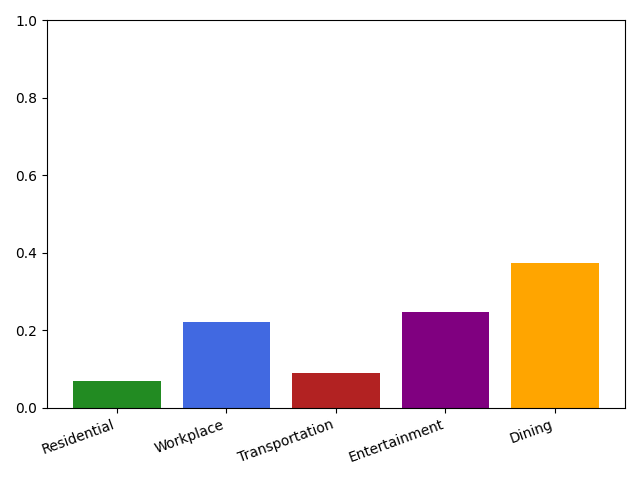 1.0
0.8
0.6
0.4
0.2
0.0
Residential
Workplace
Transportation
Entertainment
Dining